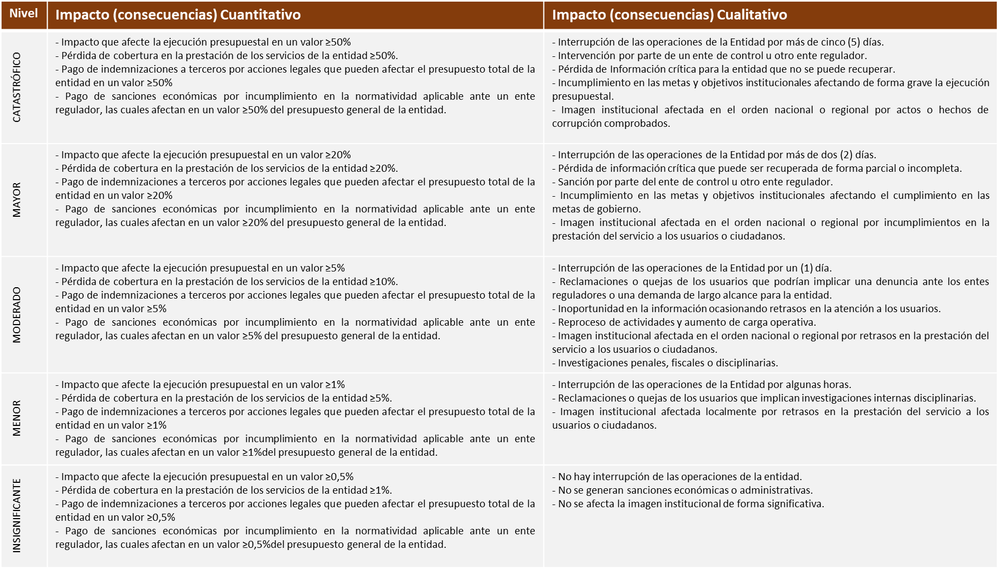 Nivel
Impacto (consecuencias) Cuantitativo
Impacto (consecuencias) Cualitativo
CATASTRÓFICO
- Impacto que afecte la ejecución presupuestal en un valor ≥50%
- Pérdida de cobertura en la prestación de los servicios de la entidad ≥50%.
- Pago de indemnizaciones a terceros por acciones legales que pueden afectar el presupuesto total de la
entidad en un valor ≥50%
- Pago de sanciones económicas por incumplimiento en la normatividad aplicable ante un ente
regulador, las cuales afectan en un valor ≥50% del presupuesto general de la entidad.
- Interrupción de las operaciones de la Entidad por más de cinco (5) días.
- Intervención por parte de un ente de control u otro ente regulador.
- Pérdida de Información crítica para la entidad que no se puede recuperar.
- Incumplimiento en las metas y objetivos institucionales afectando de forma grave la ejecución
presupuestal.
- Imagen institucional afectada en el orden nacional o regional por actos o hechos de
corrupción comprobados.
MAYOR
- Impacto que afecte la ejecución presupuestal en un valor ≥20%
- Pérdida de cobertura en la prestación de los servicios de la entidad ≥20%.
- Pago de indemnizaciones a terceros por acciones legales que pueden afectar el presupuesto total de la
entidad en un valor ≥20%
- Pago de sanciones económicas por incumplimiento en la normatividad aplicable ante un ente
regulador, las cuales afectan en un valor ≥20% del presupuesto general de la entidad.
- Interrupción de las operaciones de la Entidad por más de dos (2) días.
- Pérdida de información crítica que puede ser recuperada de forma parcial o incompleta.
- Sanción por parte del ente de control u otro ente regulador.
- Incumplimiento en las metas y objetivos institucionales afectando el cumplimiento en las
metas de gobierno.
- Imagen institucional afectada en el orden nacional o regional por incumplimientos en la
prestación del servicio a los usuarios o ciudadanos.
MODERADO
- Impacto que afecte la ejecución presupuestal en un valor ≥5%
- Pérdida de cobertura en la prestación de los servicios de la entidad ≥10%.
- Pago de indemnizaciones a terceros por acciones legales que pueden afectar el presupuesto total de la
entidad en un valor ≥5%
- Pago de sanciones económicas por incumplimiento en la normatividad aplicable ante un ente
regulador, las cuales afectan en un valor ≥5% del presupuesto general de la entidad.
- Interrupción de las operaciones de la Entidad por un (1) día.
- Reclamaciones o quejas de los usuarios que podrían implicar una denuncia ante los entes
reguladores o una demanda de largo alcance para la entidad.
- Inoportunidad en la información ocasionando retrasos en la atención a los usuarios.
- Reproceso de actividades y aumento de carga operativa.
- Imagen institucional afectada en el orden nacional o regional por retrasos en la prestación del
servicio a los usuarios o ciudadanos.
- Investigaciones penales, fiscales o disciplinarias.
MENOR
- Impacto que afecte la ejecución presupuestal en un valor ≥1%
- Pérdida de cobertura en la prestación de los servicios de la entidad ≥5%.
- Pago de indemnizaciones a terceros por acciones legales que pueden afectar el presupuesto total de la
entidad en un valor ≥1%
- Pago de sanciones económicas por incumplimiento en la normatividad aplicable ante un ente
regulador, las cuales afectan en un valor ≥1%del presupuesto general de la entidad.
- Interrupción de las operaciones de la Entidad por algunas horas.
- Reclamaciones o quejas de los usuarios que implican investigaciones internas disciplinarias.
- Imagen institucional afectada localmente por retrasos en la prestación del servicio a los
usuarios o ciudadanos.
INSIGNIFICANTE
- Impacto que afecte la ejecución presupuestal en un valor ≥0,5%
- Pérdida de cobertura en la prestación de los servicios de la entidad ≥1%.
- Pago de indemnizaciones a terceros por acciones legales que pueden afectar el presupuesto total de la
entidad en un valor ≥0,5%
- Pago de sanciones económicas por incumplimiento en la normatividad aplicable ante un ente
regulador, las cuales afectan en un valor ≥0,5%del presupuesto general de la entidad.
- No hay interrupción de las operaciones de la entidad.
- No se generan sanciones económicas o administrativas.
- No se afecta la imagen institucional de forma significativa.